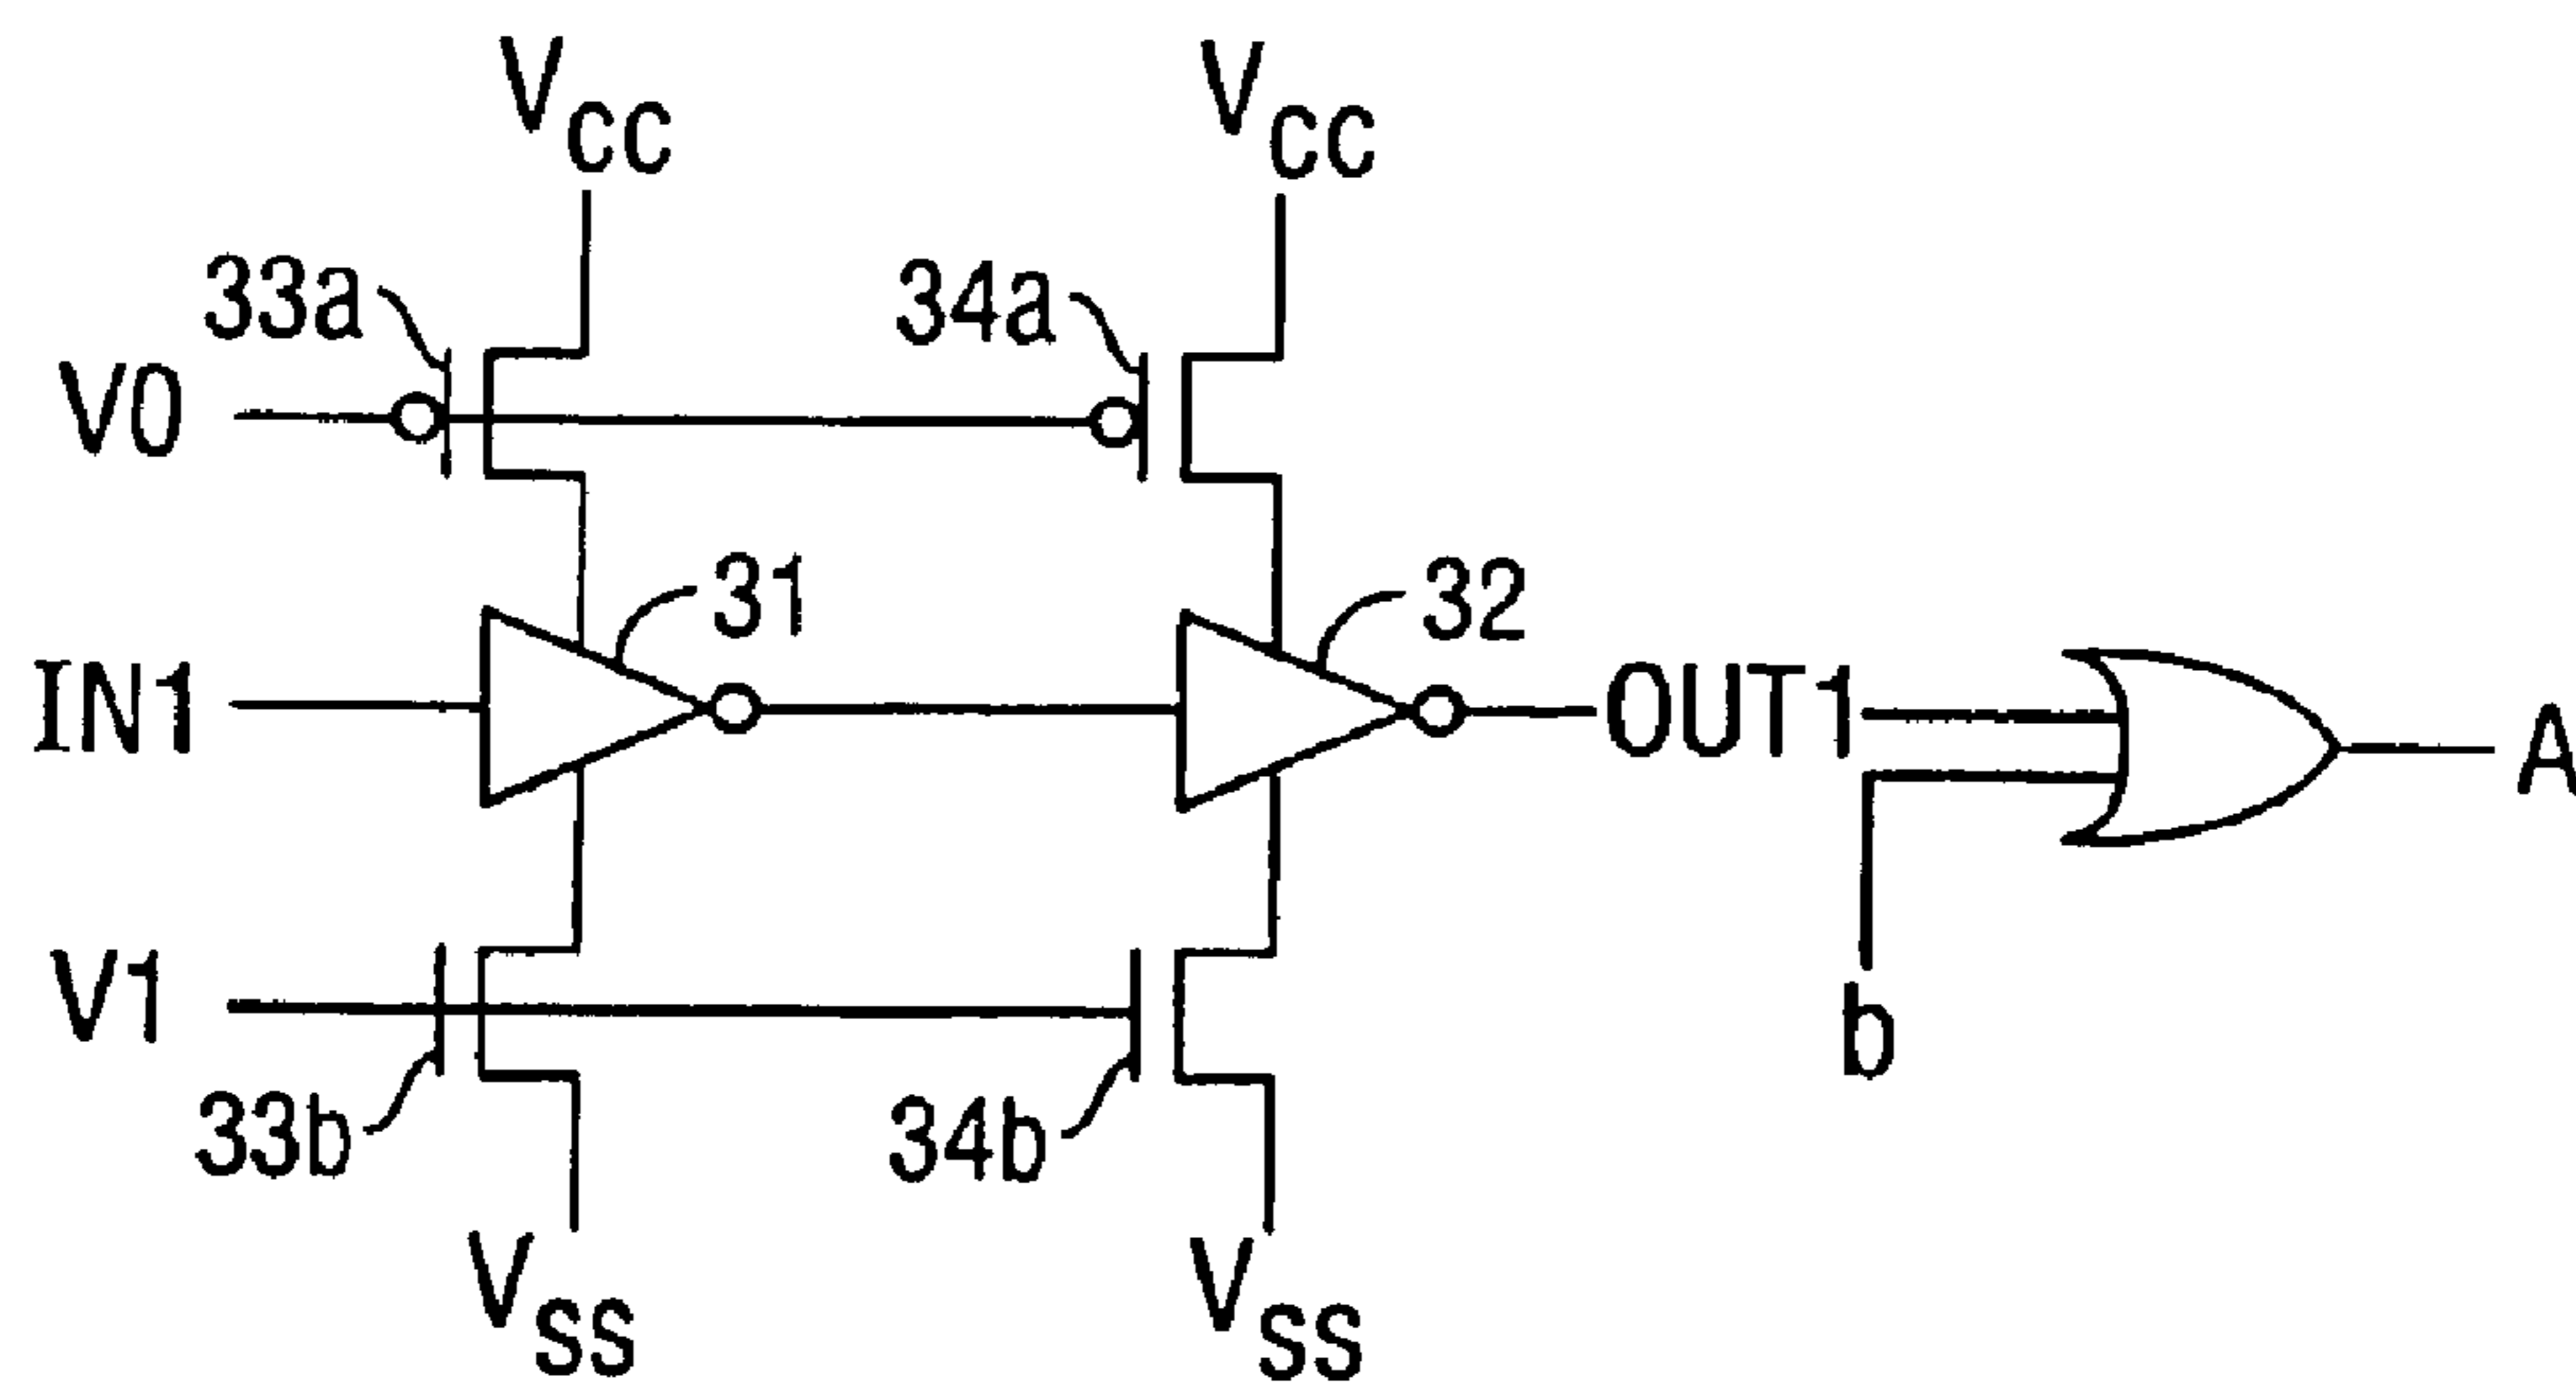 VCC VCC
33a 34a
V0
31 32
IN1 OUT1 A
V1 b
33b 34b
VSS VSS